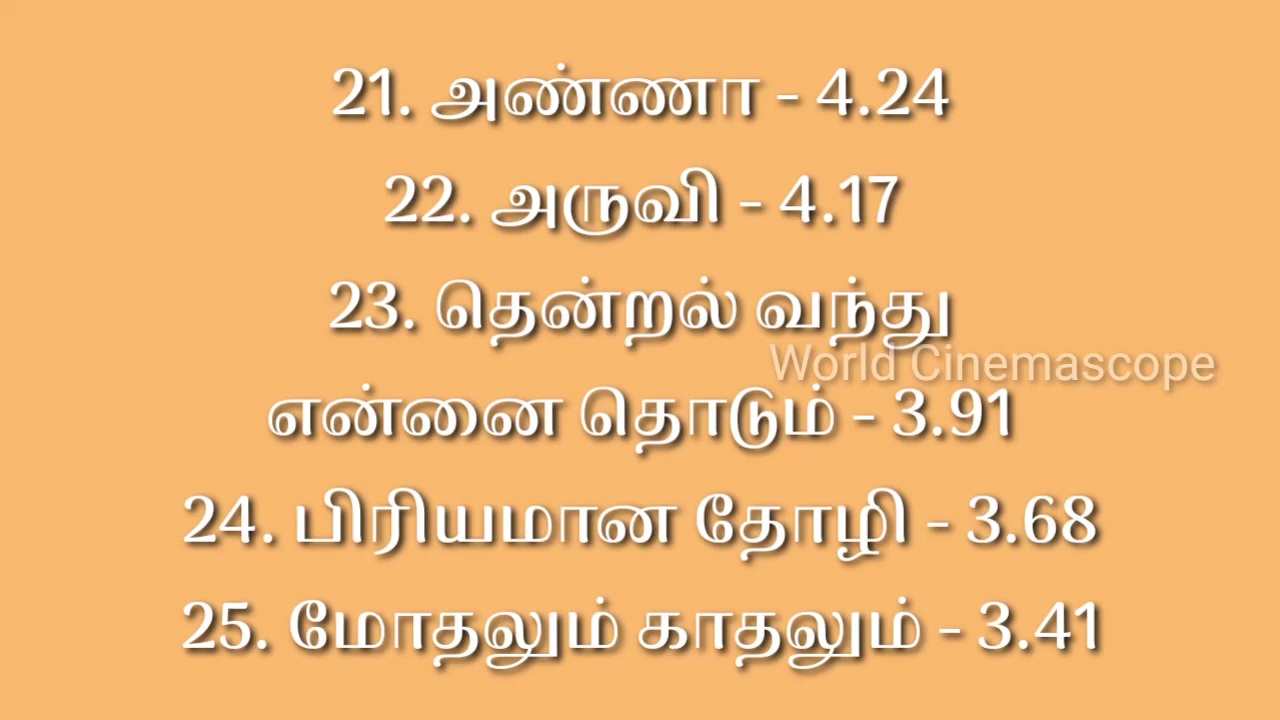 21. அண்ணா - 4.24
22. அருவி - 4.17
23. தென்றல் வந்து
World Cinemascope
என்னை தொடும் - 3.91
24. பிரியமான தோழி - 3.68
25. மோதலும் காதலும் - 3.41